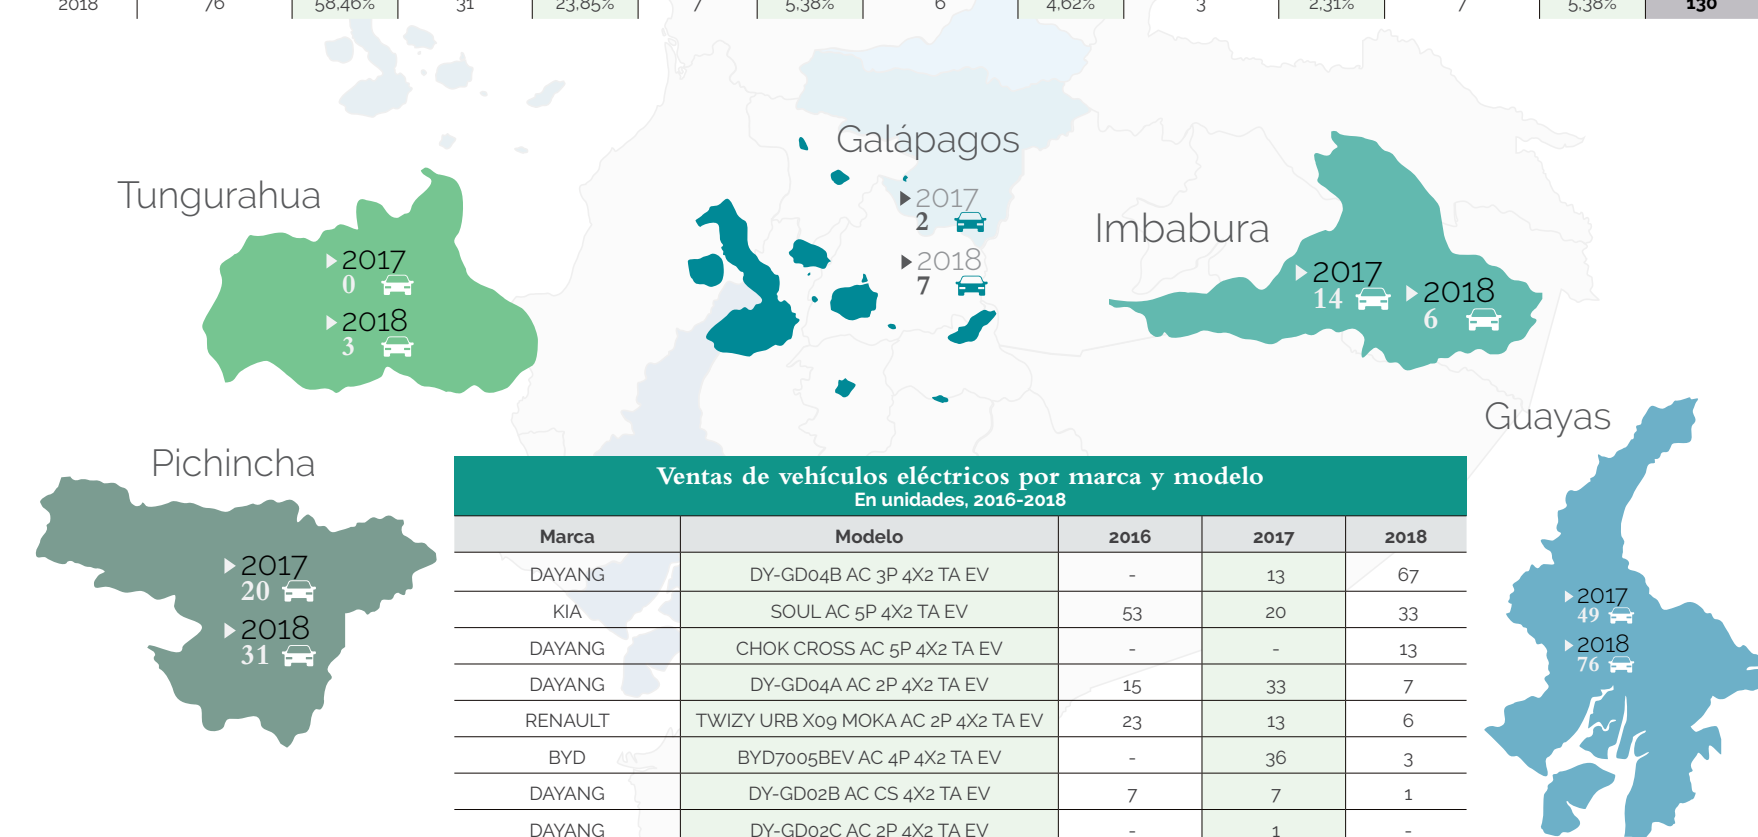 2018 76 58,46% 31 23,85% 7 5,38% 6 4,62% 3 2,31% 7 5,38% 130
Galápagos
2017
2
2018
7
Tungurahua
2017
0
2018
3
Imbabura
2017
14
2018
6
Guayas
2017
49
2018
76
Pichincha
2017
20
2018
31
Ventas de vehículos eléctricos por marca y modelo
En unidades, 2016-2018
Marca Modelo 2016 2017 2018
DAYANG DY-GD04B AC 3P 4X2 TA EV - 13 67
KIA SOUL AC 5P 4X2 TA EV 53 20 33
DAYANG CHOK CROSS AC 5P 4X2 TA EV - - 13
DAYANG DY-GD04A AC 2P 4X2 TA EV 15 33 7
RENAULT TWIZY URB X09 MOKA AC 2P 4X2 TA EV 23 13 6
BYD BYD7005BEV AC 4P 4X2 TA EV - 36 3
DAYANG DY-GD02B AC CS 4X2 TA EV 7 7 1
DAYANG DY-GD02C AC 2P 4X2 TA EV - 1 -